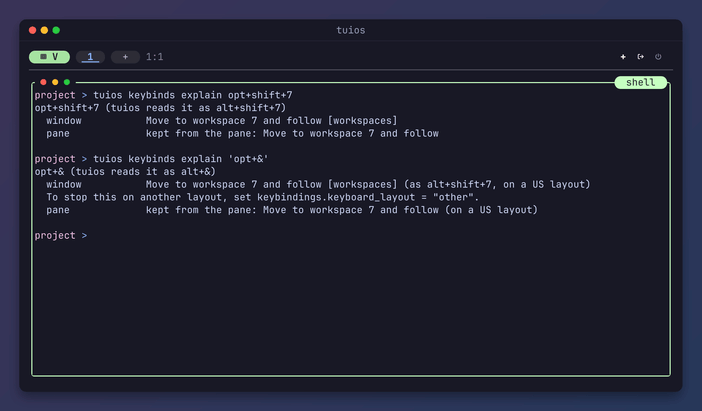 tuios
V 1 + 1:1
shell
project > tuios keybinds explain opt+shift+7
opt+shift+7 (tuios reads it as alt+shift+7)
window Move to workspace 7 and follow [workspaces]
pane kept from the pane: Move to workspace 7 and follow
project > tuios keybinds explain 'opt+&'
opt+& (tuios reads it as alt+&)
window Move to workspace 7 and follow [workspaces] (as alt+shift+7, on a US layout)
To stop this on another layout, set keybindings.keyboard_layout = "other".
pane kept from the pane: Move to workspace 7 and follow (on a US layout)
project >